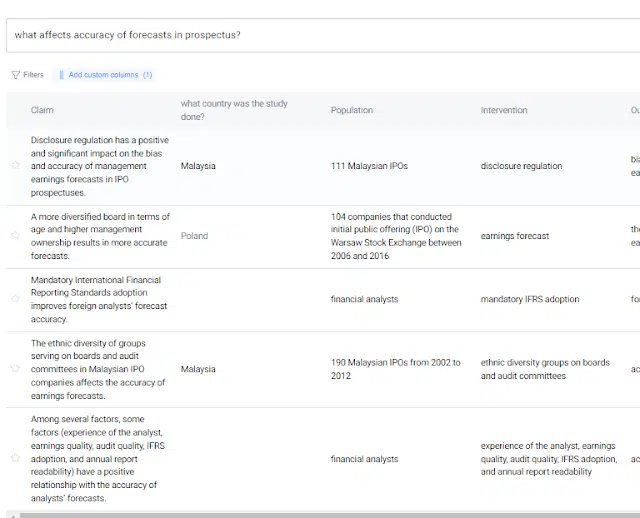 what affects accuracy of forecasts in prospectus?
Filters
Add custom columns (1)
Claim
what country was the study
done?
Population
Intervention
Ou
Disclosure regulation has a positive
and significant impact on the bias
and accuracy of management
earnings forecasts in IPO
prospectuses.
Malaysia
111 Malaysian IPOs
disclosure regulation
bia
ea
A more diversified board in terms of
age and higher management
ownership results in more accurate
forecasts.
Poland
104 companies that conducted
initial public offering (IPO) on the
Warsaw Stock Exchange between
2006 and 2016
earnings forecast
the
ea
Mandatory International Financial
Reporting Standards adoption
improves foreign analysts' forecast
accuracy.
financial analysts
mandatory IFRS adoption
fo
The ethnic diversity of groups
serving on boards and audit
committees in Malaysian IPO
companies affects the accuracy of
earnings forecasts.
Malaysia
190 Malaysian IPOs from 2002 to
2012
ethnic diversity groups on boards
and audit committees
ac
Among several factors, some
factors (experience of the analyst,
earnings quality, audit quality, IFRS
adoption, and annual report
readability) have a positive
relationship with the accuracy of
analysts' forecasts.
financial analysts
experience of the analyst, earnings
quality, audit quality, IFRS adoption,
and annual report readability
ac